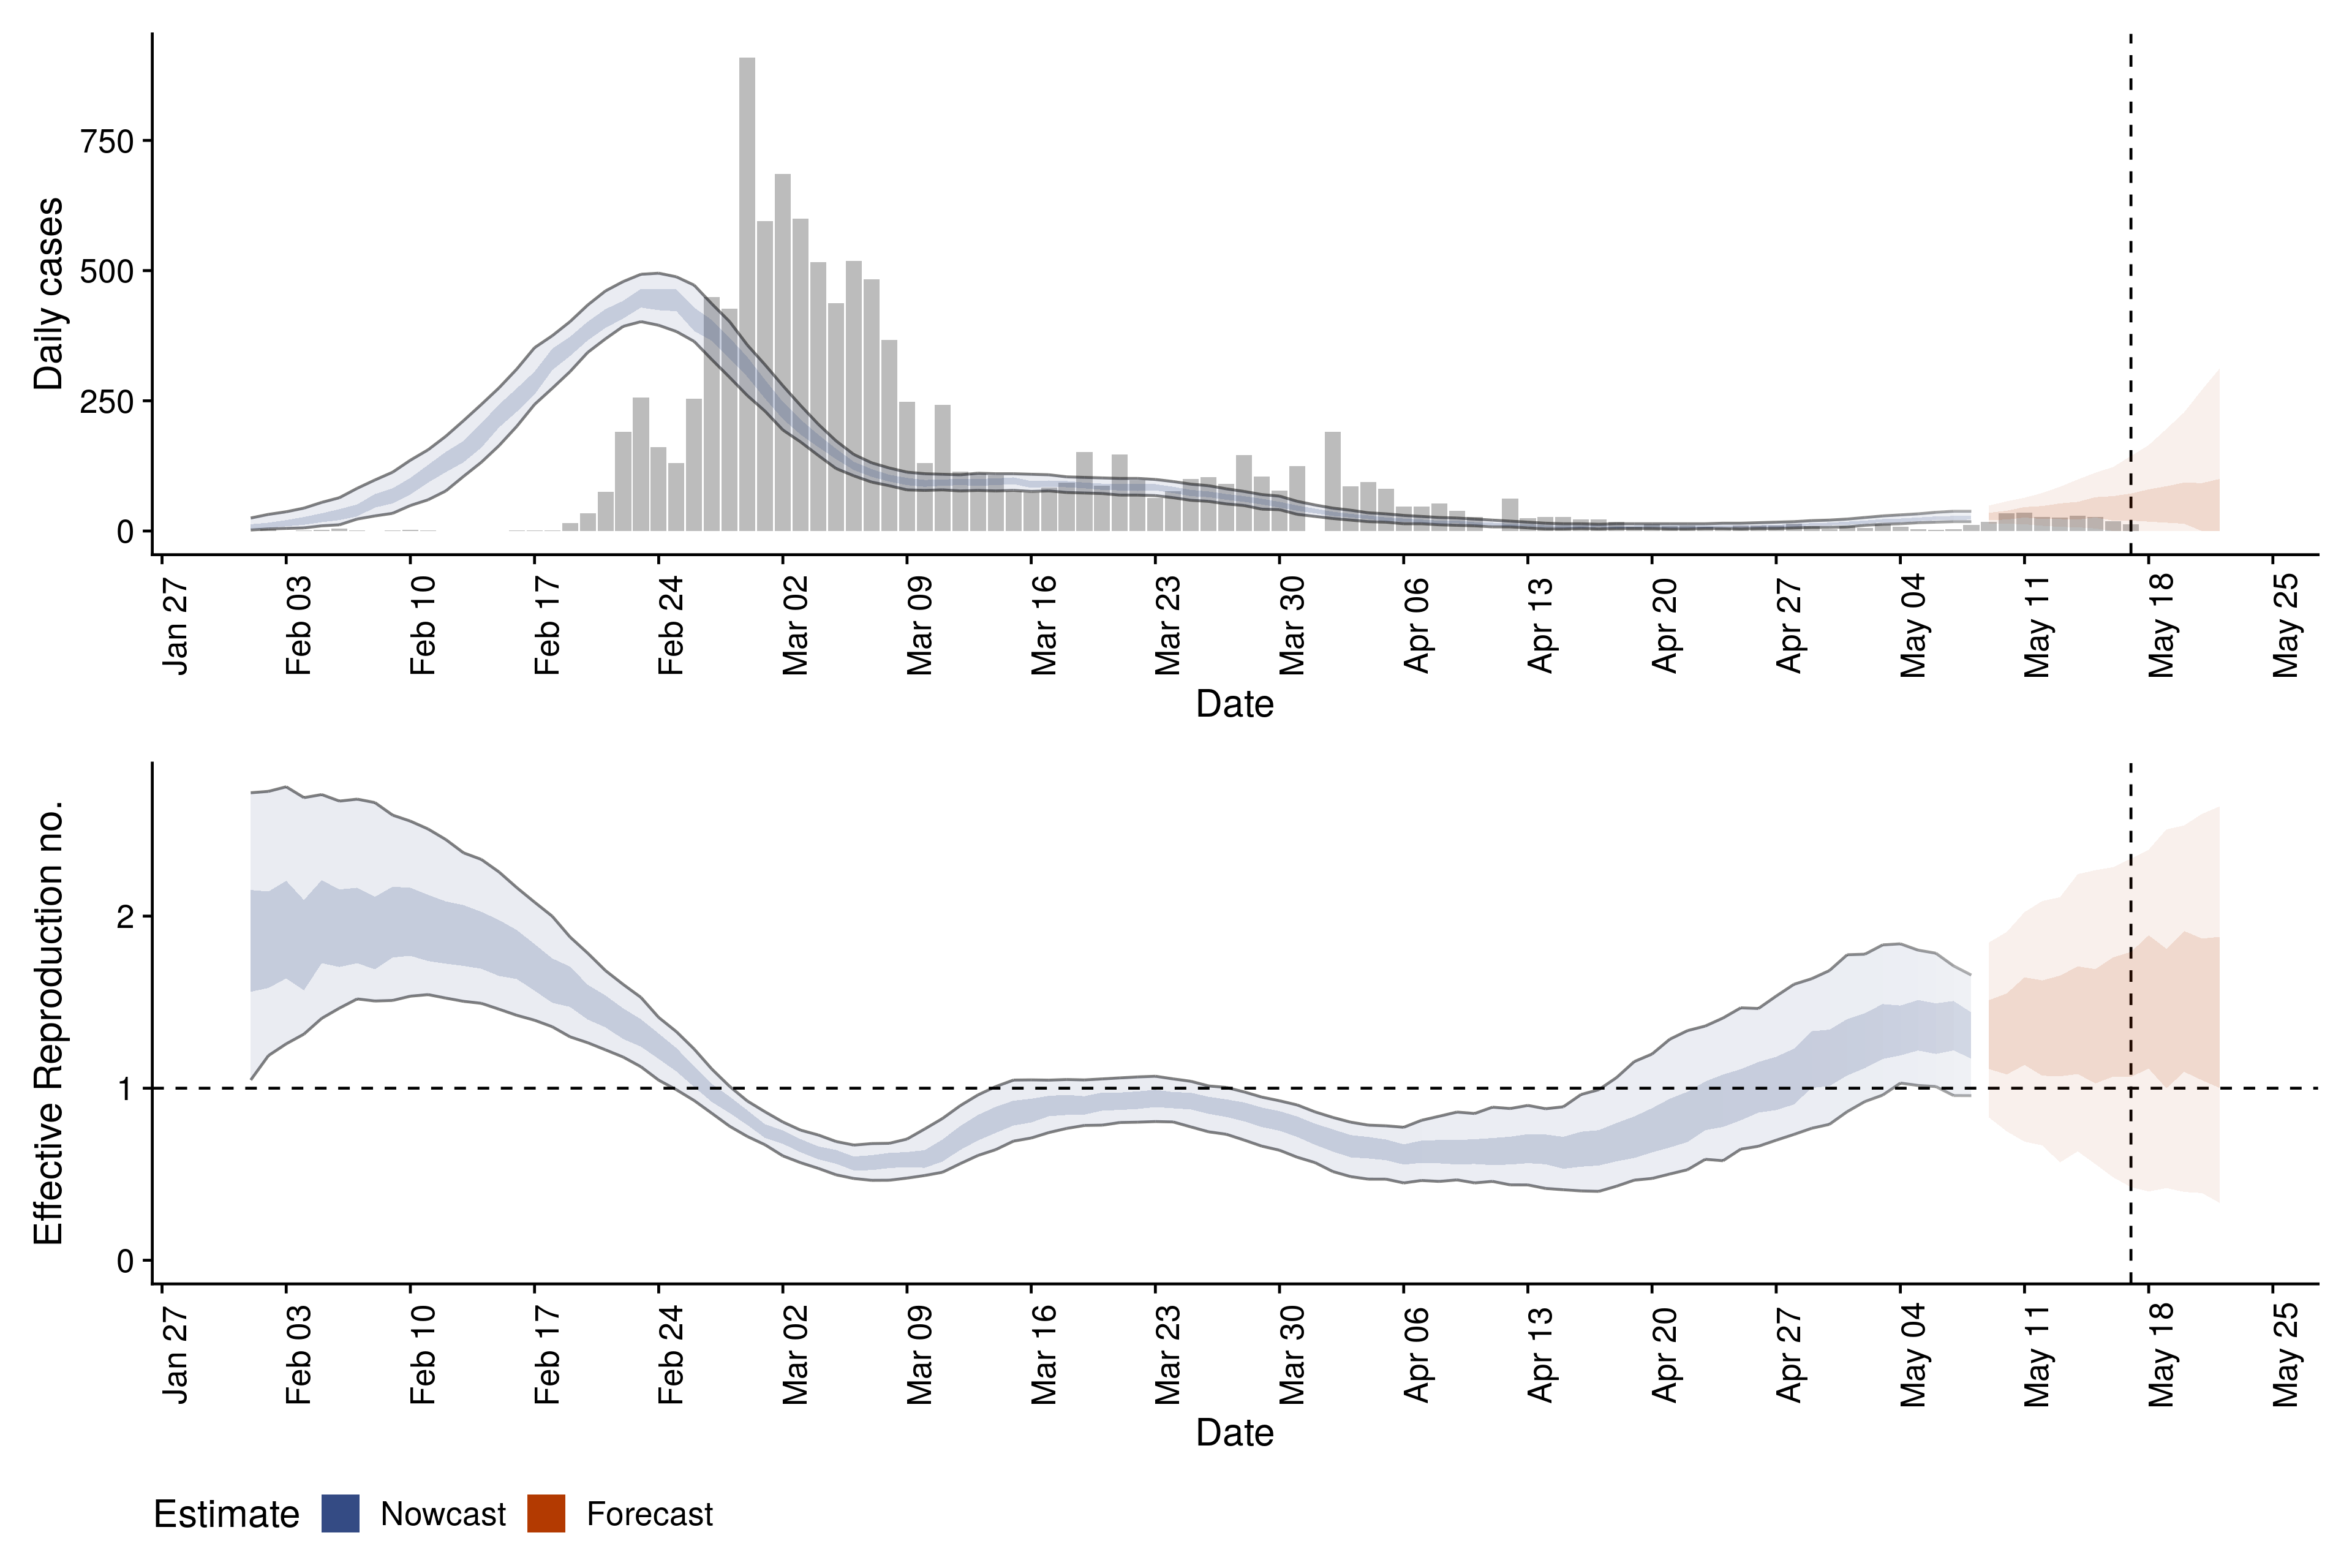 Daily cases
750
500
250
0
Jan 27
Feb 03
Feb 10
Feb 17
Feb 24
Mar 02
Mar 09
Mar 16
Mar 23
Mar 30
Apr 06
Apr 13
Apr 20
Apr 27
May 04
May 11
May 18
May 25
Date
Effective Reproduction no.
2
1
0
Jan 27
Feb 03
Feb 10
Feb 17
Feb 24
Mar 02
Mar 09
Mar 16
Mar 23
Mar 30
Apr 06
Apr 13
Apr 20
Apr 27
May 04
May 11
May 18
May 25
Date
Estimate Nowcast Forecast